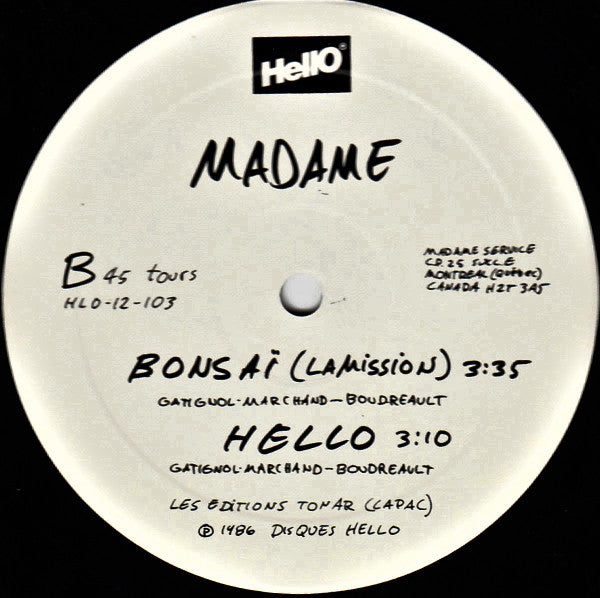 HellO®
MADAME
B 45 tours
HLO-12-103
MADAME SERVICE
C.P. 25 SUCC. E
MONTREAL (QUÉBEC)
CANADA H2T 3A5
BONSAÏ (LAMISSION) 3:35
GATIGNOL-MARCHAND-BOUDREAULT
HELLO 3:10
GATIGNOL-MARCHAND-BOUDREAULT
LES EDITIONS TONAR (CAPAC)
℗ 1986 DISQUES HELLO